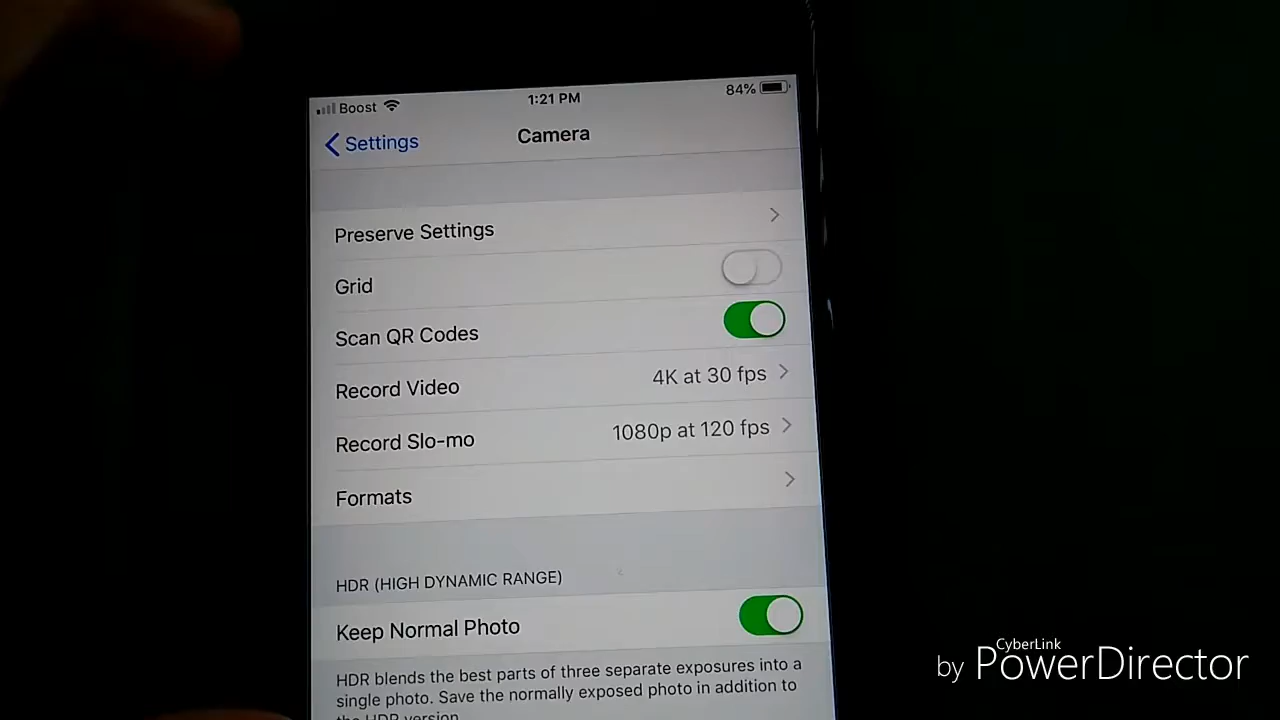 Boost 1:21 PM 84%
Settings Camera
Preserve Settings
Grid
Scan QR Codes
Record Video 4K at 30 fps
Record Slo-mo 1080p at 120 fps
Formats
HDR (HIGH DYNAMIC RANGE)
Keep Normal Photo
HDR blends the best parts of three separate exposures into a
single photo. Save the normally exposed photo in addition to
the HDR version.
CyberLink
by PowerDirector